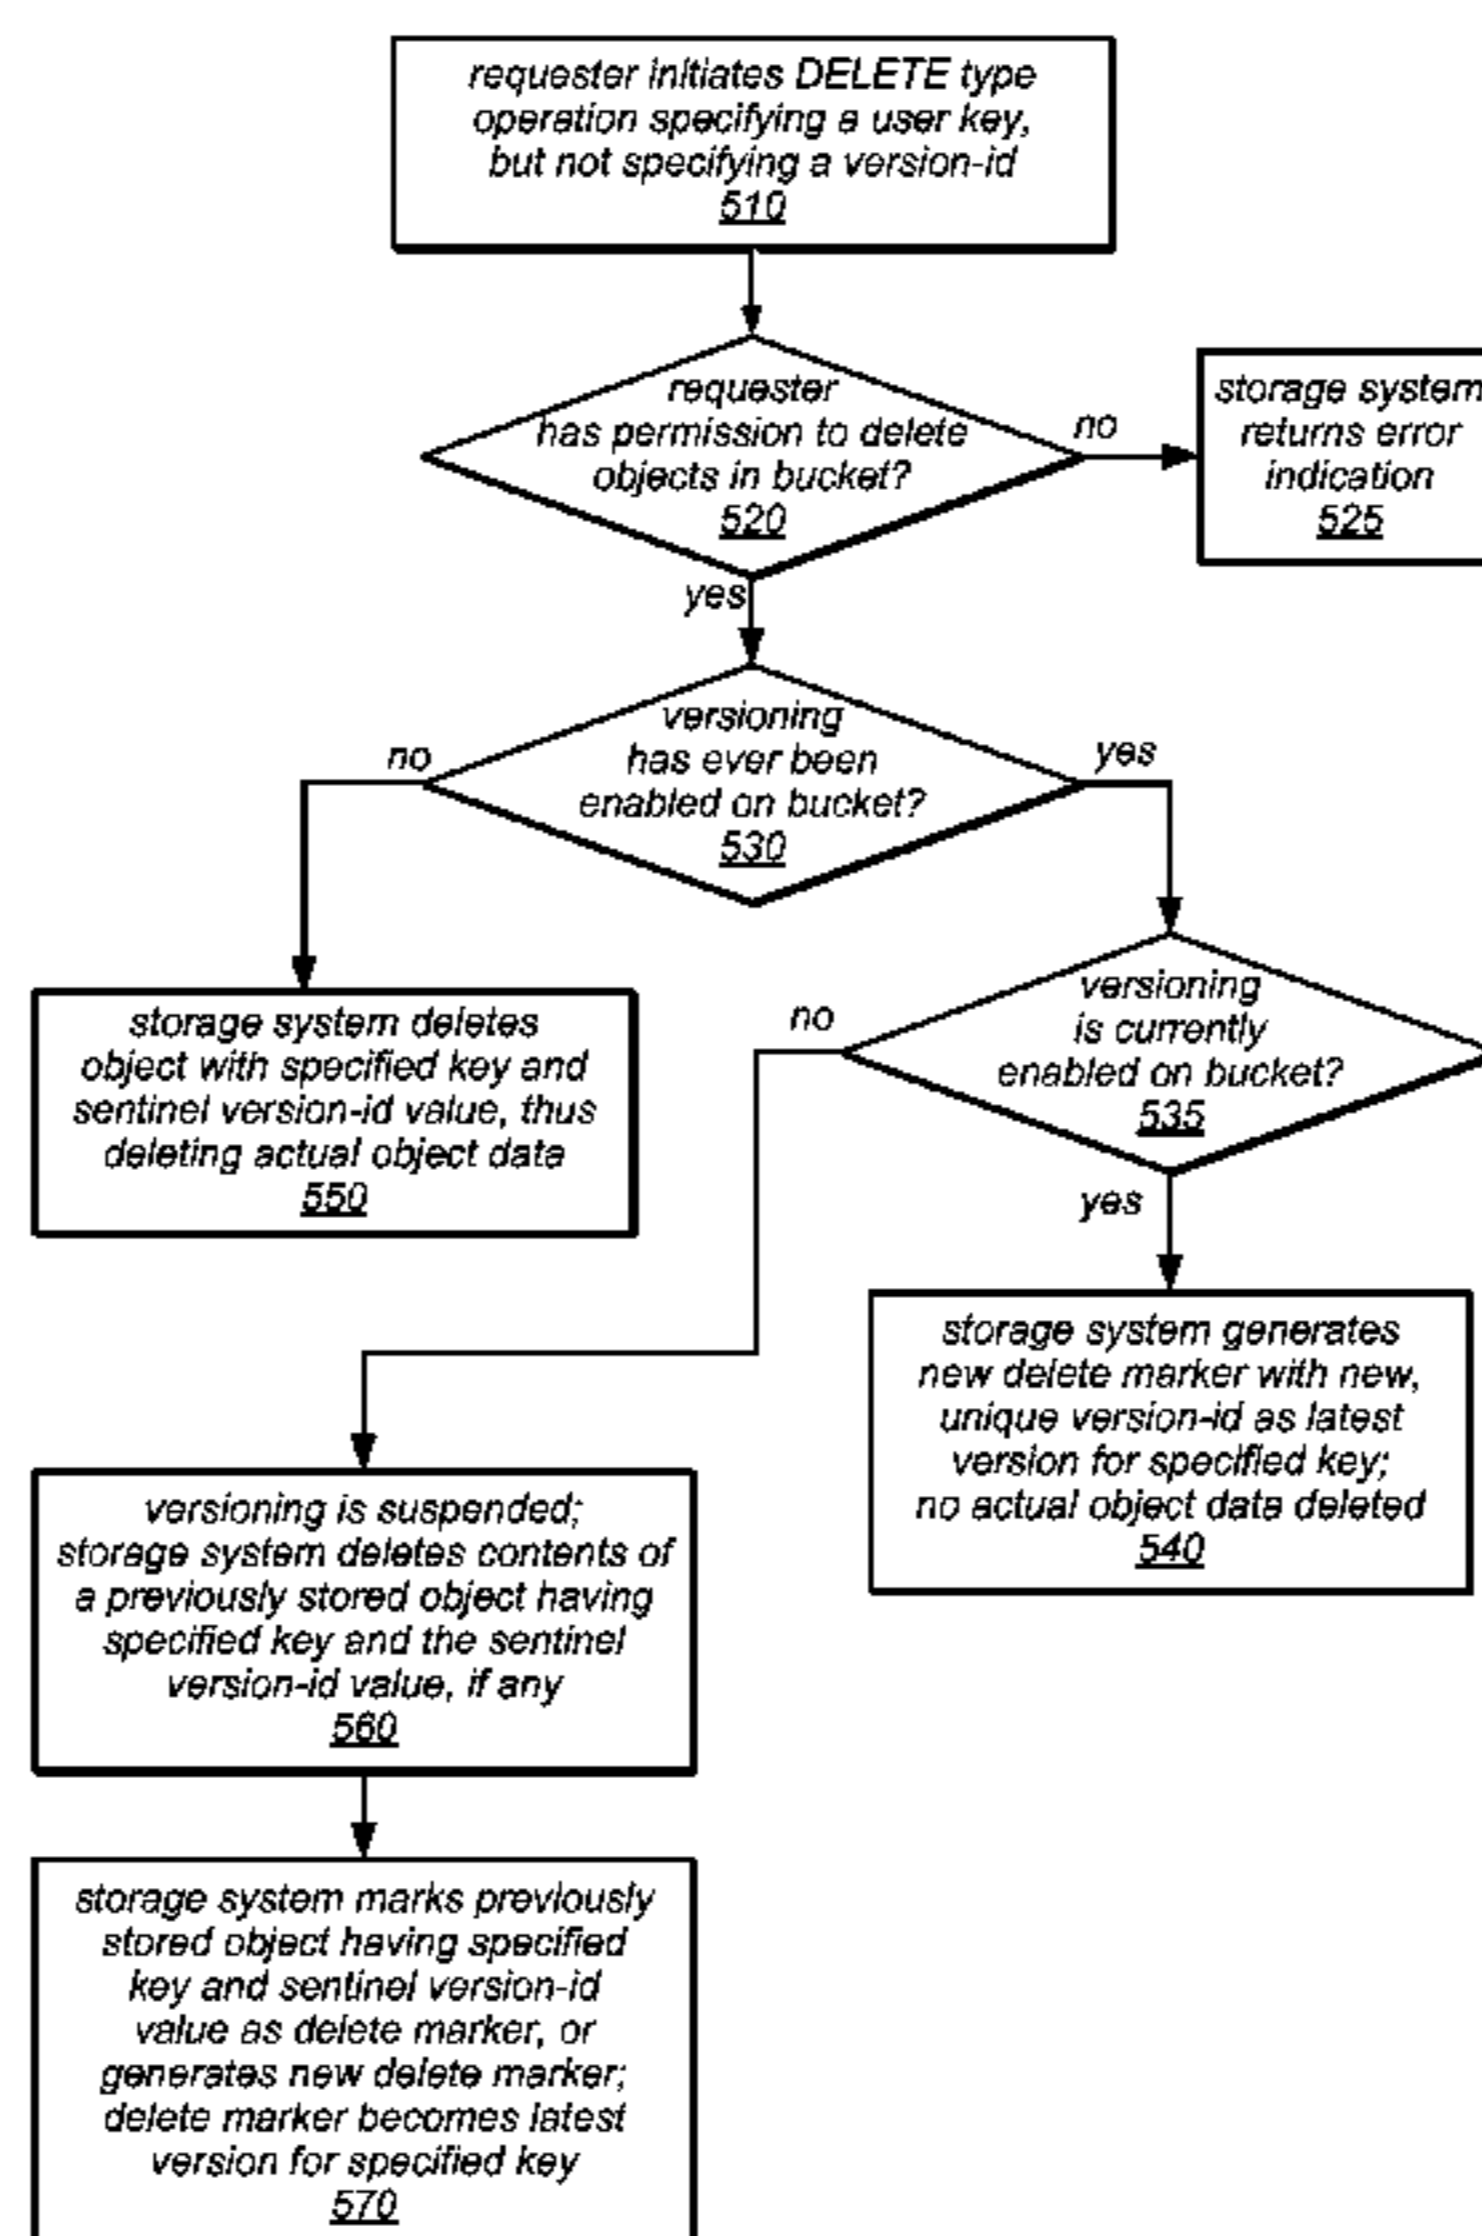 requester initiates DELETE type
operation specifying a user key,
but not specifying a version-id
510
requester
has permission to delete
objects in bucket?
520
no
storage system
returns error
indication
525
yes
versioning
has ever been
enabled on bucket?
530
no
yes
storage system deletes
object with specified key and
sentinel version-id value, thus
deleting actual object data
550
versioning
is currently
enabled on bucket?
535
no
yes
storage system generates
new delete marker with new,
unique version-id as latest
version for specified key;
no actual object data deleted
540
versioning is suspended;
storage system deletes contents of
a previously stored object having
specified key and the sentinel
version-id value, if any
560
storage system marks previously
stored object having specified
key and sentinel version-id
value as delete marker, or
generates new delete marker;
delete marker becomes latest
version for specified key
570